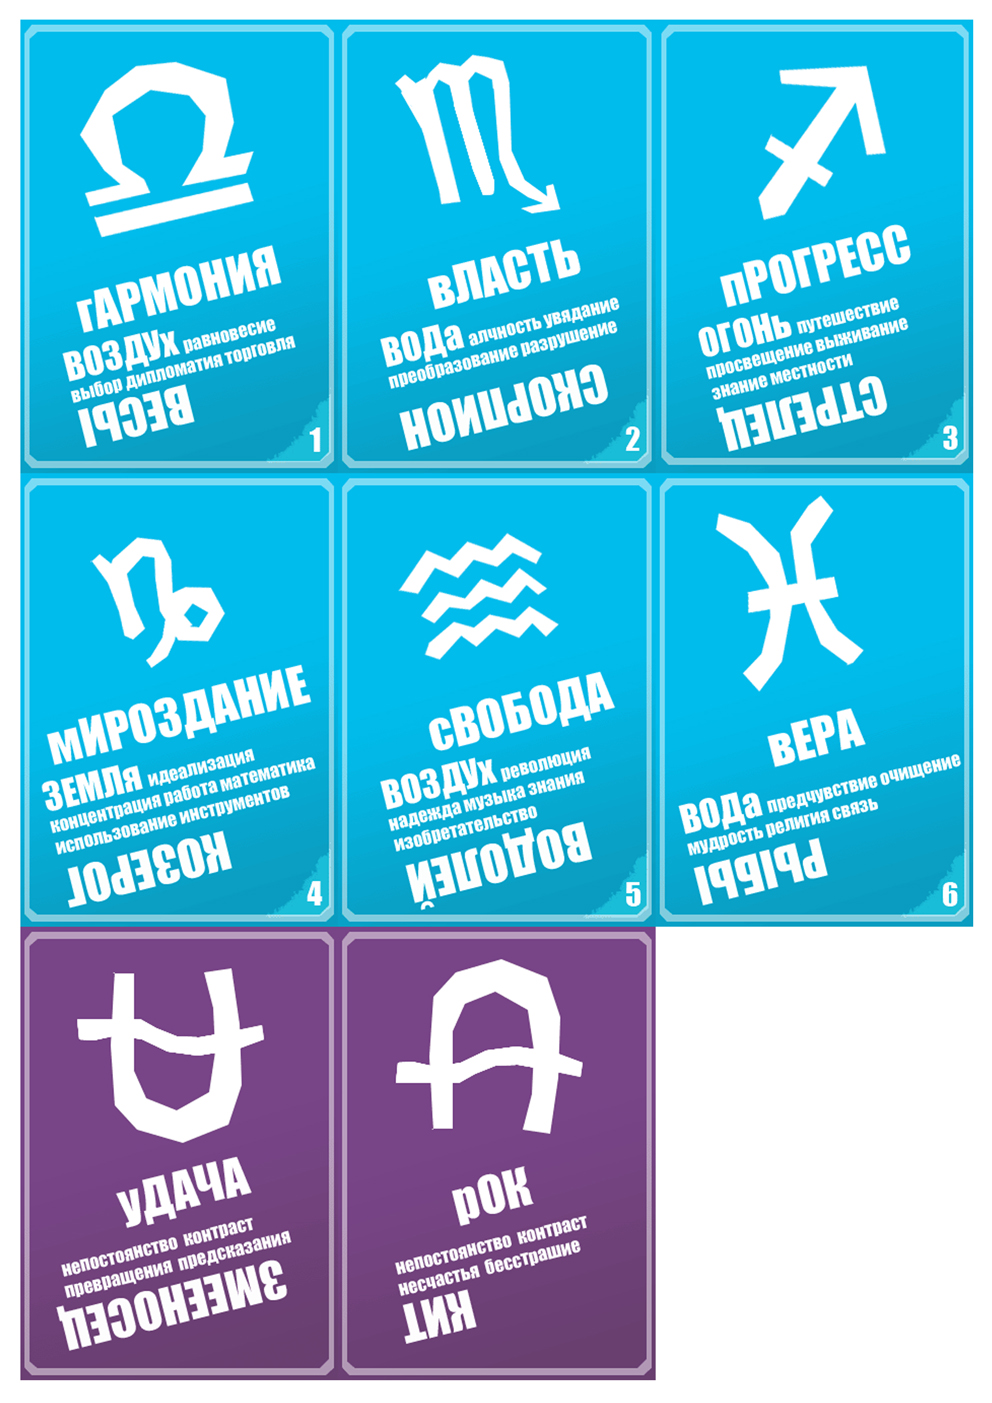 гАРМОНИЯ
ВОЗДУх равновесие
выбор дипломатия торговля
ВЕСЫ
1
вЛАСТЬ
ВОДа алчность увядание
преобразование разрушение
СКОРПИОН
2
пРОГРЕСС
ОГОНь путешествие
просвещение выживание
знание местности
СТРЕЛЕЦ
3
мИРОЗДАНИЕ
ЗЕМЛя идеализация
концентрация работа математика
использование инструментов
КОЗЕРОГ
4
сВОБОДА
ВОЗДУх революция
надежда музыка знания
изобретательство
ВОДОЛЕЙ
5
вЕРА
ВОДа предчувствие очищение
мудрость религия связь
РЫБЫ
6
уДАЧА
непостоянство контраст
превращения предсказания
ЗМЕЕНОСЕЦ
рОК
непостоянство контраст
несчастья бесстрашие
КИТ